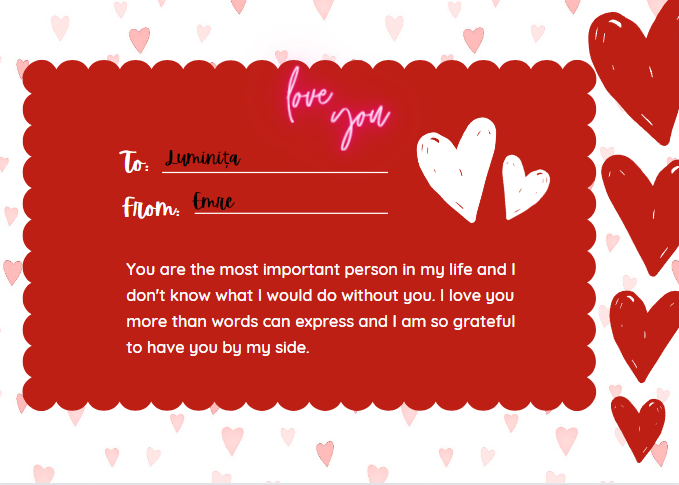 love
you
To: Luminița
From: Emre
You are the most important person in my life and I
don't know what I would do without you. I love you
more than words can express and I am so grateful
to have you by my side.